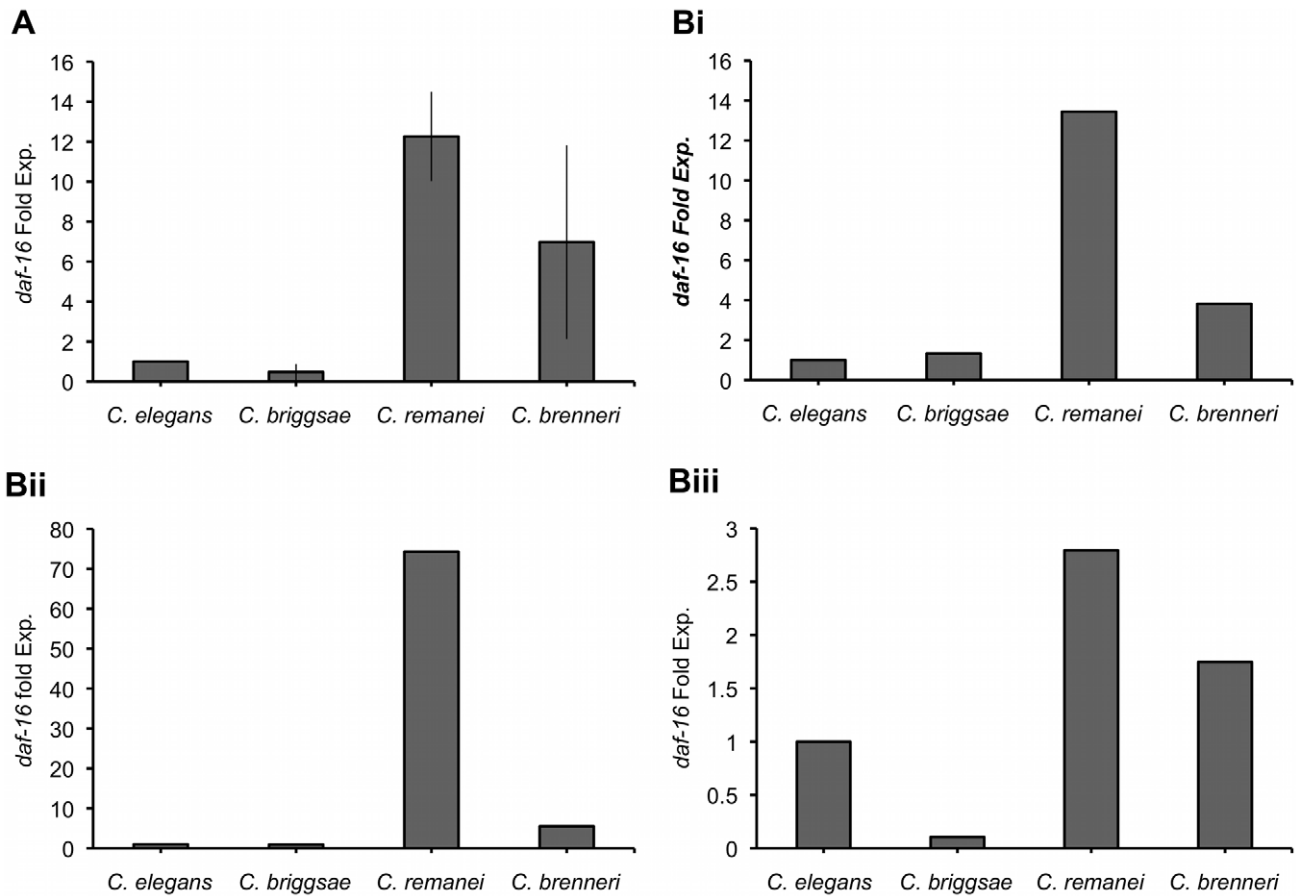 A
daf-16 Fold Exp.
16
14
12
10
8
6
4
2
0
C. elegans C. briggsae C. remanei C. brenneri
Bi
daf-16 Fold Exp.
16
14
12
10
8
6
4
2
0
C. elegans C. briggsae C. remanei C. brenneri
Bii
daf-16 fold Exp.
80
70
60
50
40
30
20
10
0
C. elegans C. briggsae C. remanei C. brenneri
Biii
daf-16 Fold Exp.
3
2.5
2
1.5
1
0.5
0
C. elegans C. briggsae C. remanei C. brenneri